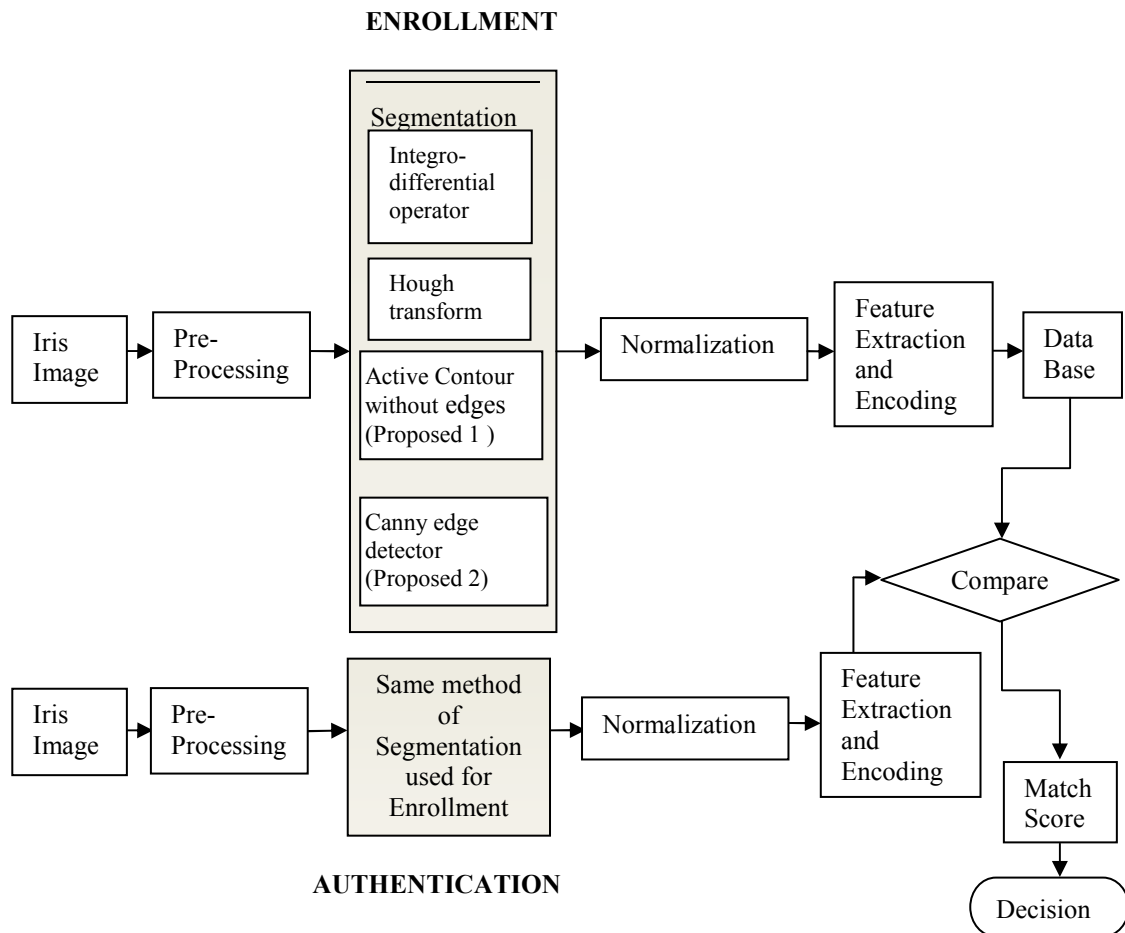 ENROLLMENT
Segmentation
Integro-
differential
operator
Hough
transform
Active Contour
without edges
(Proposed 1 )
Canny edge
detector
(Proposed 2)
Iris
Image
Pre-
Processing
Normalization
Feature
Extraction
and
Encoding
Data
Base
Compare
Iris
Image
Pre-
Processing
Same method
of
Segmentation
used for
Enrollment
Normalization
Feature
Extraction
and
Encoding
Match
Score
Decision
AUTHENTICATION